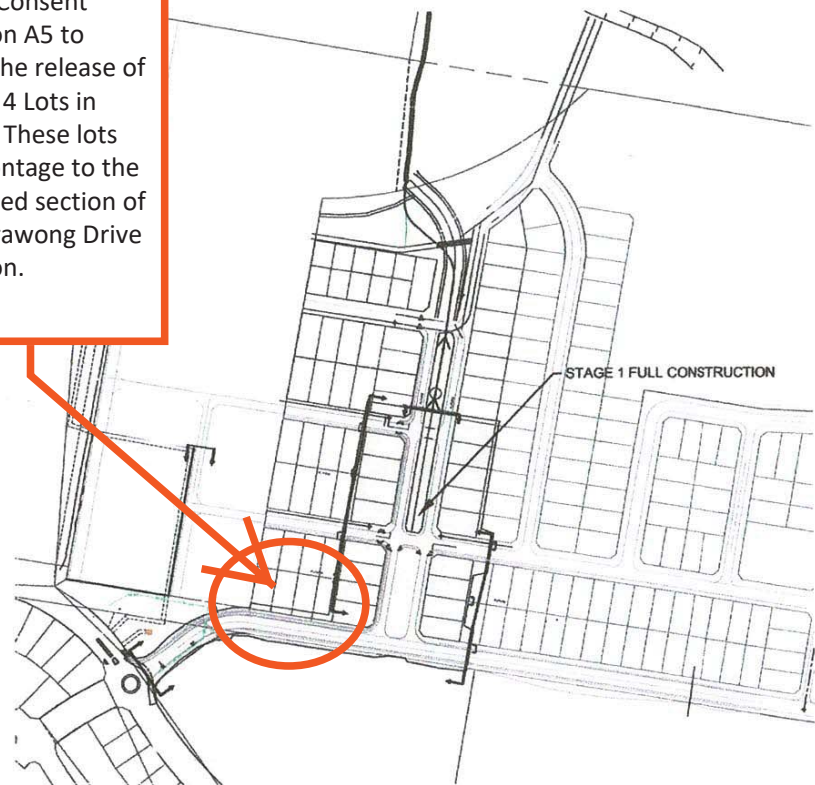 Consent
on A5 to
he release of
4 Lots in
These lots
ntage to the
ed section of
rawong Drive
on.
STAGE 1 FULL CONSTRUCTION